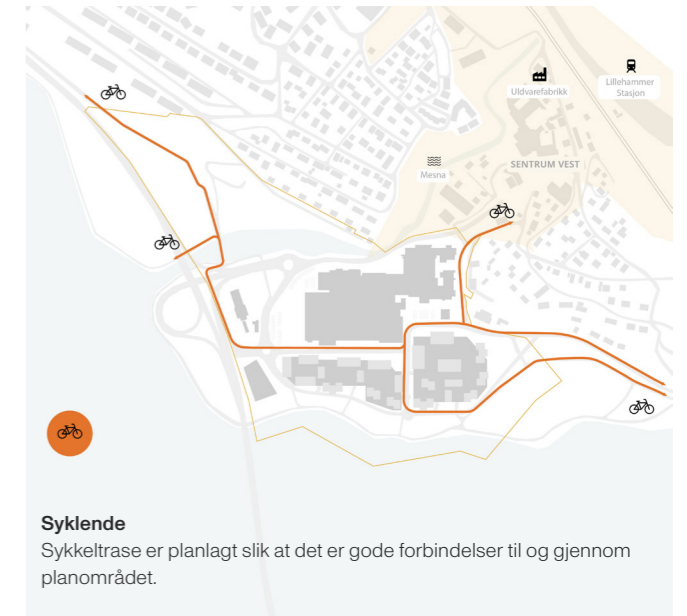 Uldvarefabrikk
Lillehammer
Stasjon
Mesna
SENTRUM VEST
Syklende
Sykkeltrase er planlagt slik at det er gode forbindelser til og gjennom
planområdet.